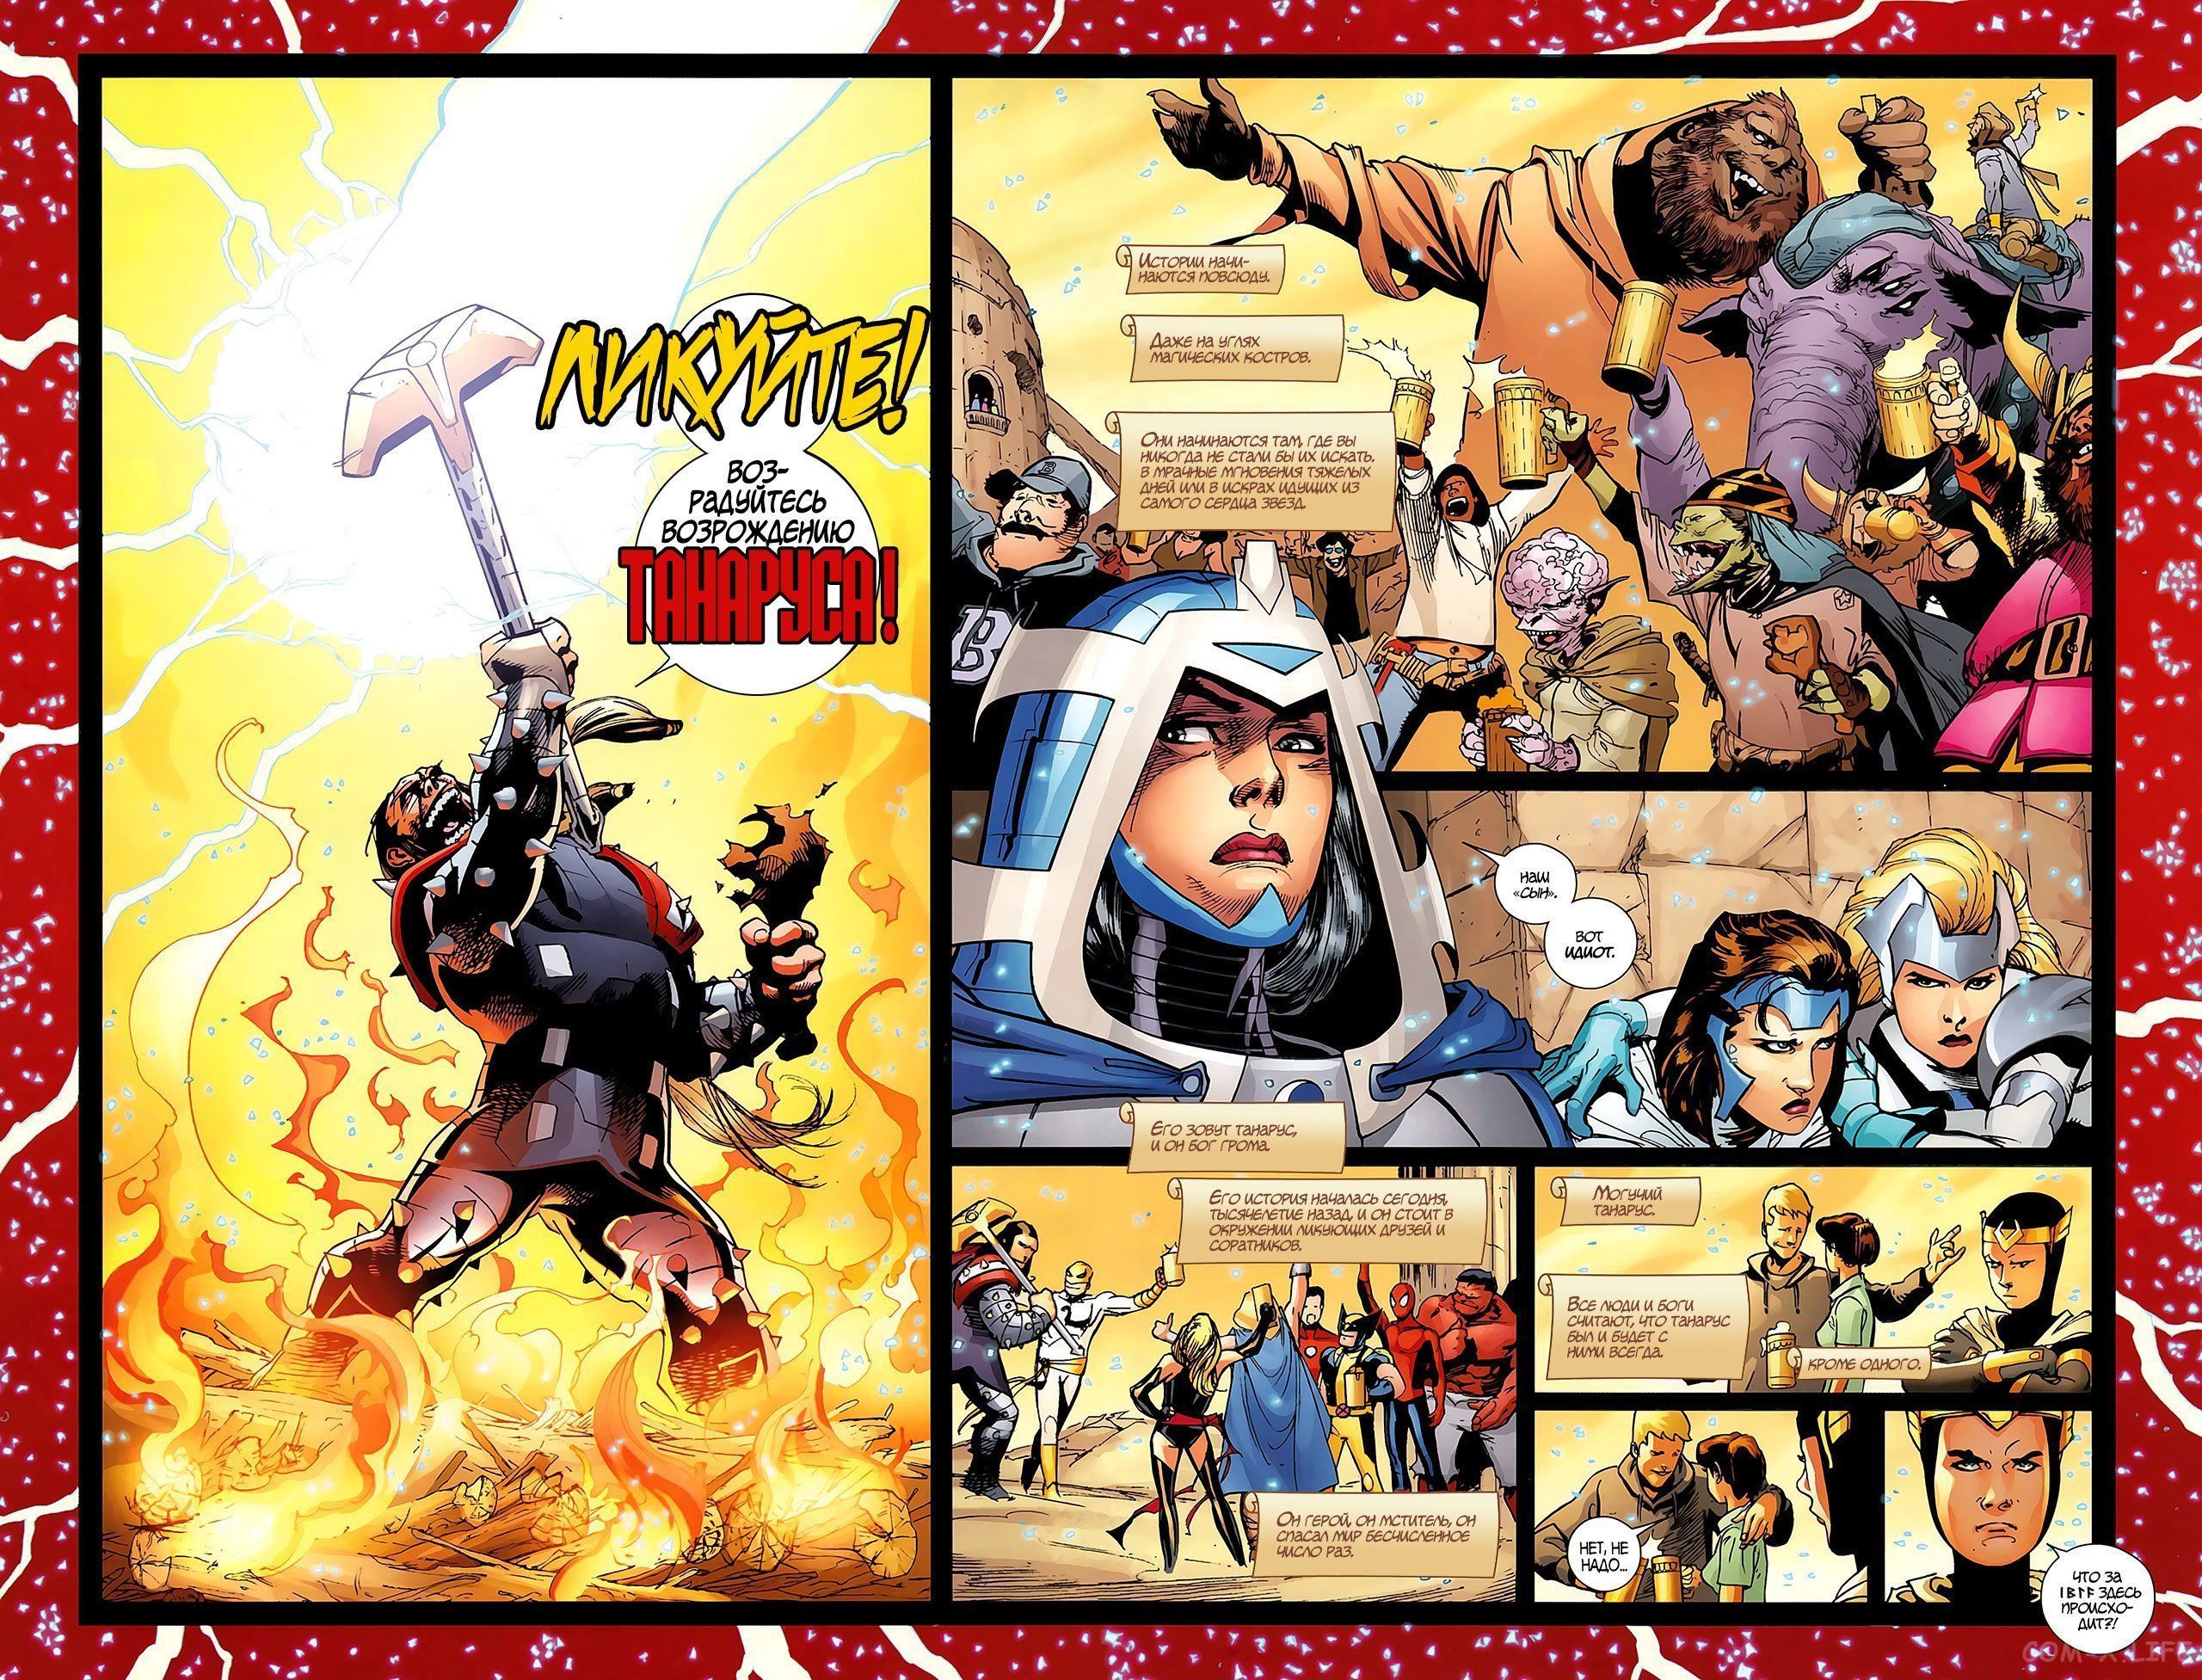 ЛИКУЙТЕ!
ВОЗ-
РАДУЙТЕСЬ
ВОЗРОЖДЕНИЮ
ТАНАРУСА!
ИСТОРИИ НАЧИ-
НАЮТСЯ ПОВСЮДУ.
ДАЖЕ НА УГЛЯХ
МАГИЧЕСКИХ КОСТРОВ.
ОНИ НАЧИНАЮТСЯ ТАМ, ГДЕ ВЫ
НИКОГДА НЕ СТАЛИ БЫ ИХ ИСКАТЬ.
В МРАЧНЫЕ МГНОВЕНИЯ ТЯЖЕЛЫХ
ДНЕЙ ИЛИ В ИСКРАХ ИДУЩИХ ИЗ
САМОГО СЕРДЦА ЗВЕЗД.
B
B
НАШ
«СЫН».
ВОТ
ИДИОТ.
ЕГО ЗОВУТ ТАНАРУС,
И ОН БОГ ГРОМА.
ЕГО ИСТОРИЯ НАЧАЛАСЬ СЕГОДНЯ,
ТЫСЯЧЕЛЕТИЕ НАЗАД, И ОН СТОИТ В
ОКРУЖЕНИИ ЛИКУЮЩИХ ДРУЗЕЙ И
СОРАТНИКОВ.
ОН ГЕРОЙ, ОН МСТИТЕЛЬ, ОН
СПАСАЛ МИР БЕСЧИСЛЕННОЕ
ЧИСЛО РАЗ.
МОГУЧИЙ
ТАНАРУС.
ВСЕ ЛЮДИ И БОГИ
СЧИТАЮТ, ЧТО ТАНАРУС
БЫЛ И БУДЕТ С
НИМИ ВСЕГДА.
КРОМЕ ОДНОГО.
НЕТ, НЕ
НАДО...
ЧТО ЗА
ᛁᛒᛚᚨ ЗДЕСЬ
ПРОИСХО-
ДИТ?!
COM-X.LIFE